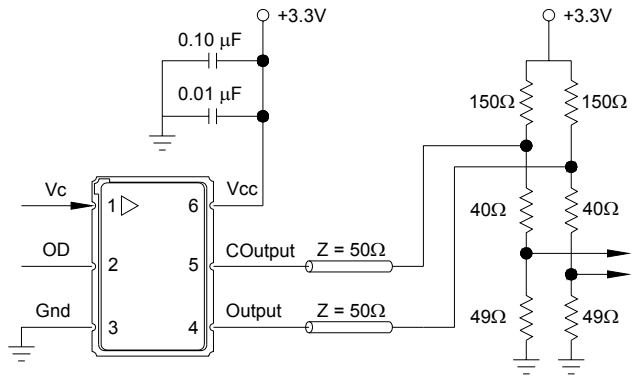 +3.3V
+3.3V
0.10 μF
0.01 μF
150Ω
150Ω
Vc
1
6
Vcc
40Ω
40Ω
OD
2
5
COutput
Z = 50Ω
Gnd
3
4
Output
Z = 50Ω
49Ω
49Ω